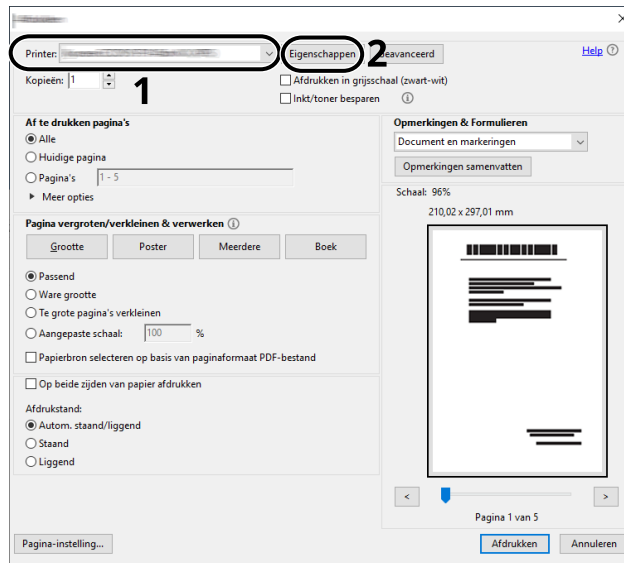 Printer:
Eigenschappen
2
Geavanceerd
Help
Kopieën: 1
1
Afdrukken in grijsschaal (zwart-wit)
Inkt/toner besparen
Af te drukken pagina's
Alle
Huidige pagina
Pagina's 1 - 5
Meer opties
Opmerkingen & Formulieren
Document en markeringen
Opmerkingen samenvatten
Schaal: 96%
210,02 x 297,01 mm
Pagina vergroten/verkleinen & verwerken
Grootte Poster Meerdere Boek
Passend
Ware grootte
Te grote pagina's verkleinen
Aangepaste schaal: 100 %
Papierbron selecteren op basis van paginaformaat PDF-bestand
Op beide zijden van papier afdrukken
Afdrukstand:
Autom. staand/liggend
Staand
Liggend
< >
Pagina 1 van 5
Pagina-instelling...
Afdrukken
Annuleren